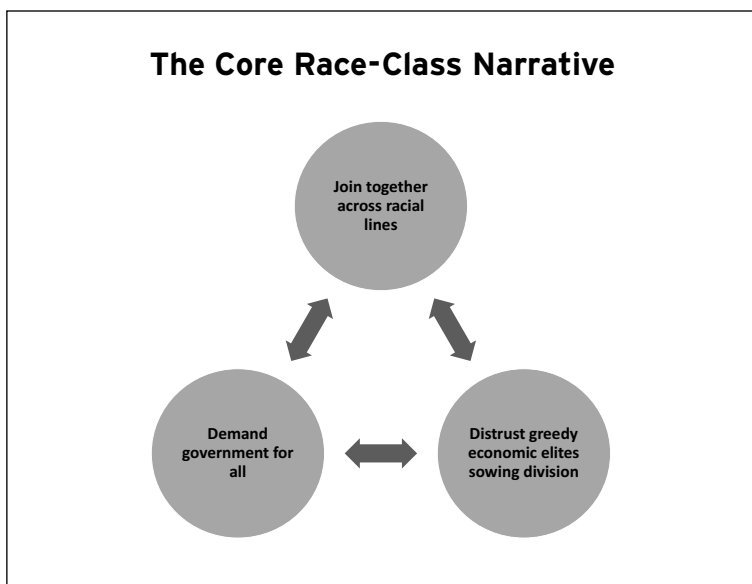 The Core Race-Class Narrative
Join together
across racial
lines
Demand
government for
all
Distrust greedy
economic elites
sowing division